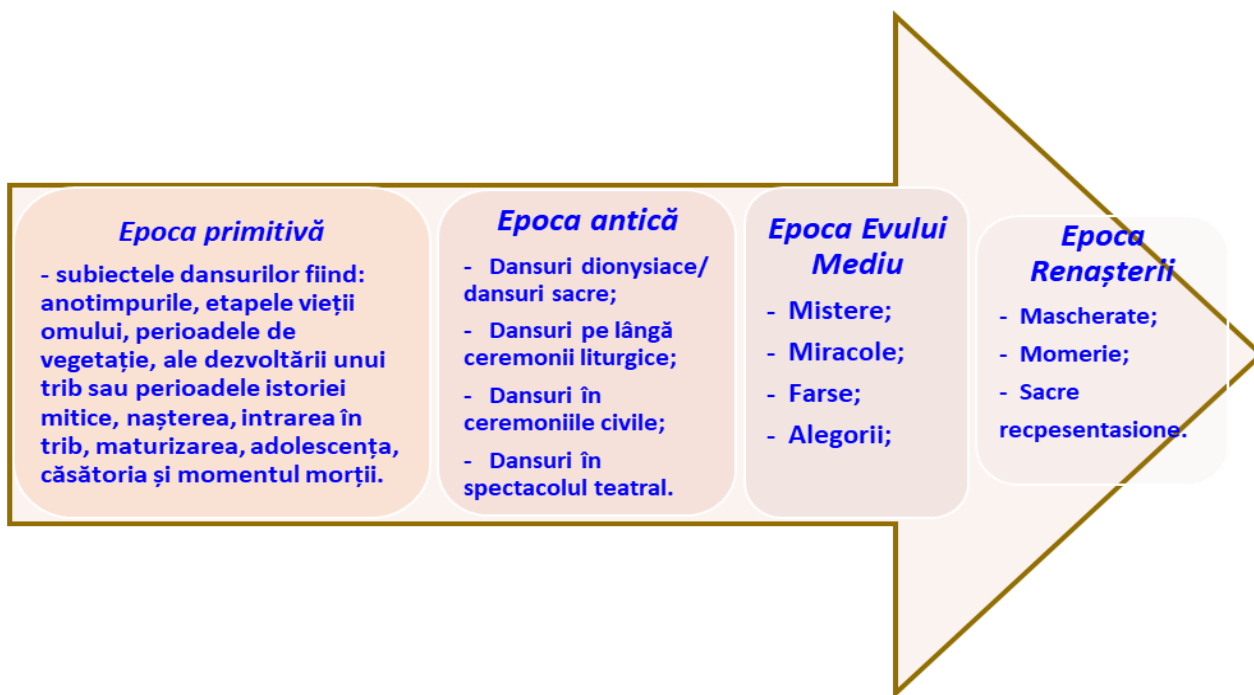 Epoca primitivă
- subiectele dansurilor fiind:
anotimpurile, etapele vieții
omului, perioadele de
vegetație, ale dezvoltării unui
trib sau perioadele istoriei
mitice, nașterea, intrarea în
trib, maturizarea, adolescența,
căsătoria și momentul morții.
Epoca antică
- Dansuri dionysiace/
dansuri sacre;
- Dansuri pe lângă
ceremonii liturgice;
- Dansuri în
ceremoniile civile;
- Dansuri în
spectacolul teatral.
Epoca Evului
Mediu
- Mistere;
- Miracole;
- Farse;
- Alegorii;
Epoca
Renașterii
- Mascherate;
- Momerie;
- Sacre
recpesentasione.